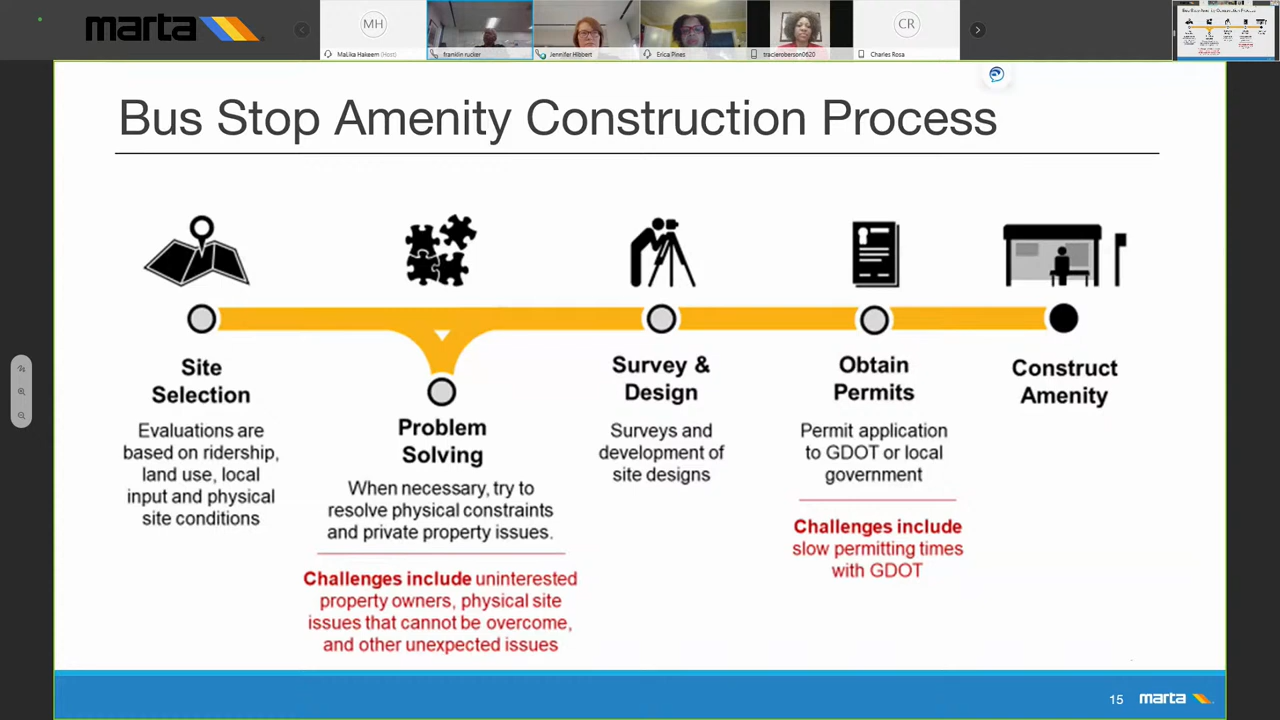 marta
MH
CR
MaLika Hakeem (Host)
franklin rucker
Jennifer Hibbert
Erica Pines
tracieroberson0620
Charles Rosa
Bus Stop Amenity Construction Process
Site
Selection
Evaluations are
based on ridership,
land use, local
input and physical
site conditions
Problem
Solving
When necessary, try to
resolve physical constraints
and private property issues.
Challenges include uninterested
property owners, physical site
issues that cannot be overcome,
and other unexpected issues
Survey &
Design
Surveys and
development of
site designs
Obtain
Permits
Permit application
to GDOT or local
government
Challenges include
slow permitting times
with GDOT
Construct
Amenity
15
marta